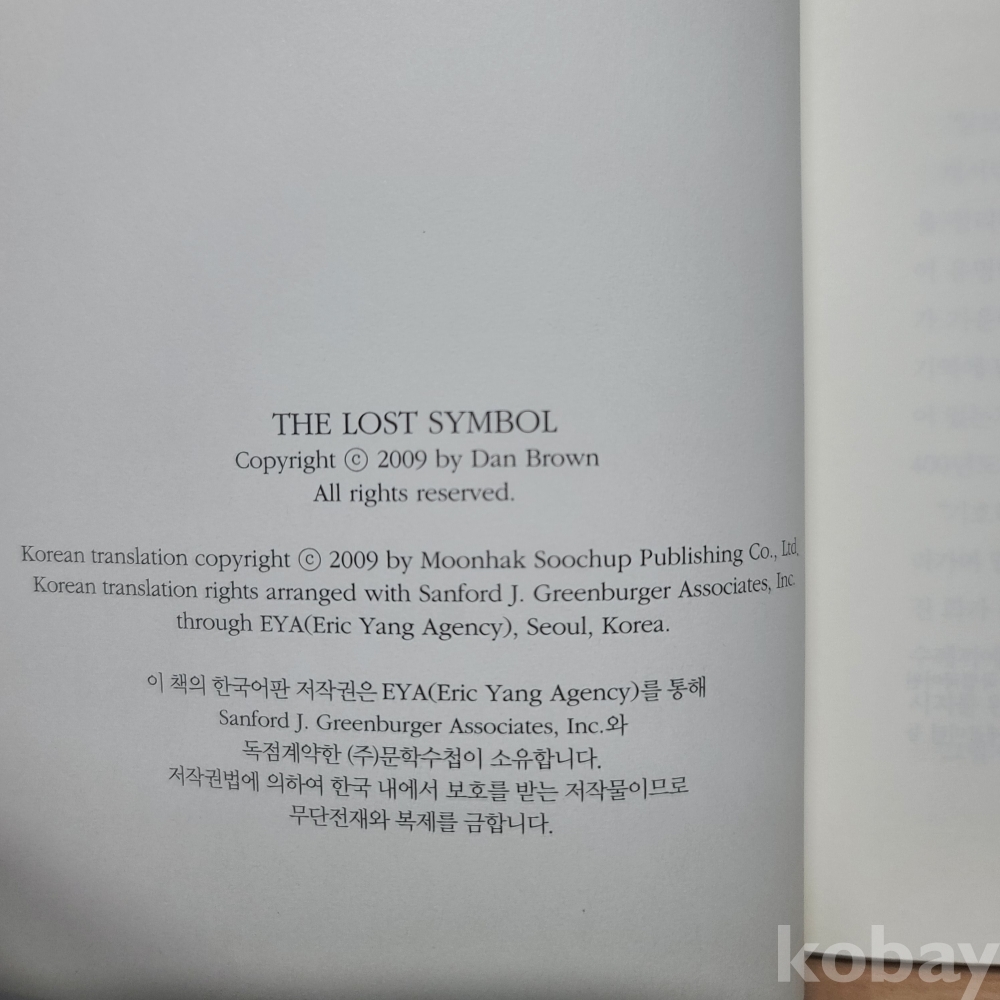 THE LOST SYMBOL
Copyright ⓒ 2009 by Dan Brown
All rights reserved.
Korean translation copyright ⓒ 2009 by Moonhak Soochup Publishing Co., Ltd,
Korean translation rights arranged with Sanford J. Greenburger Associates, Inc.
through EYA(Eric Yang Agency), Seoul, Korea.
이 책의 한국어판 저작권은 EYA(Eric Yang Agency)를 통해
Sanford J. Greenburger Associates, Inc.와
독점계약한 (주)문학수첩이 소유합니다.
저작권법에 의하여 한국 내에서 보호를 받는 저작물이므로
무단전재와 복제를 금합니다.
kobay